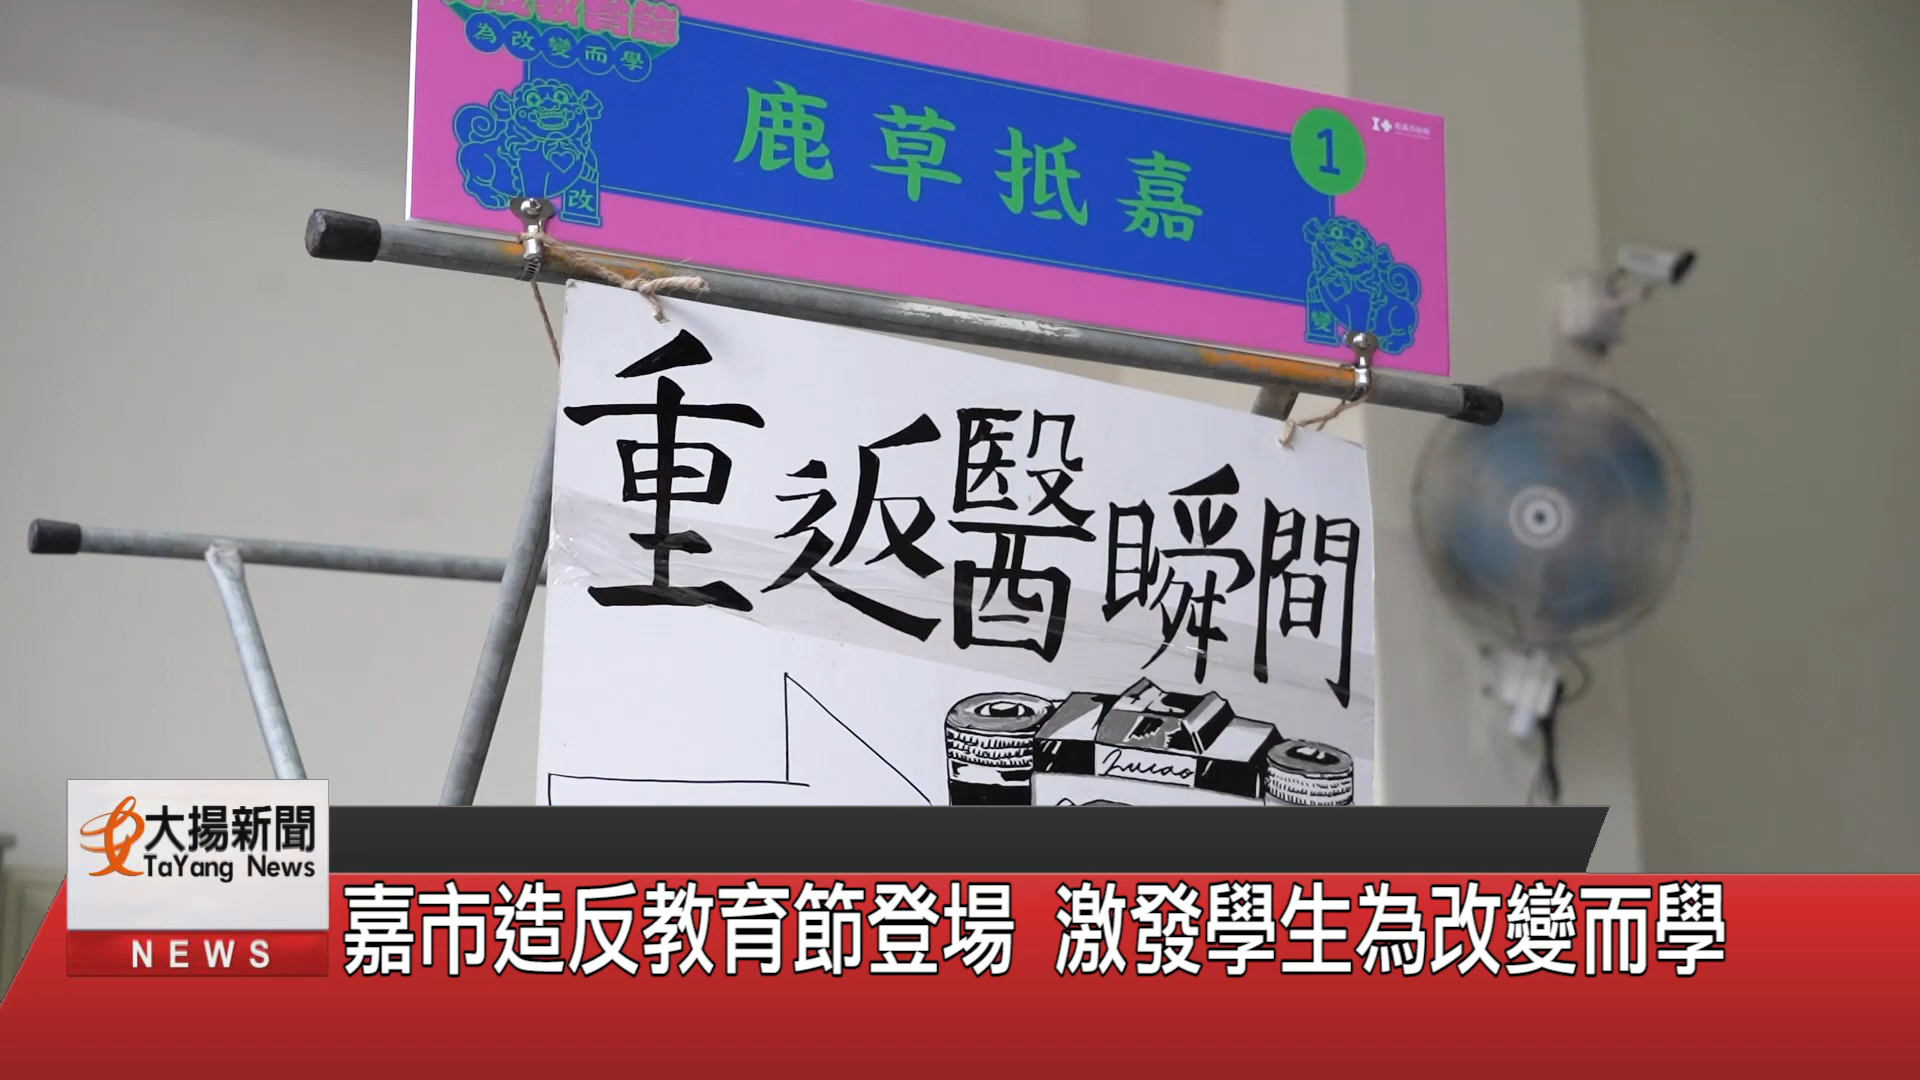 為改變而學
鹿草抵嘉
1
改
變
重返醫瞬間
Lucao
大揚新聞
TaYang News
NEWS
嘉市造反教育節登場 激發學生為改變而學